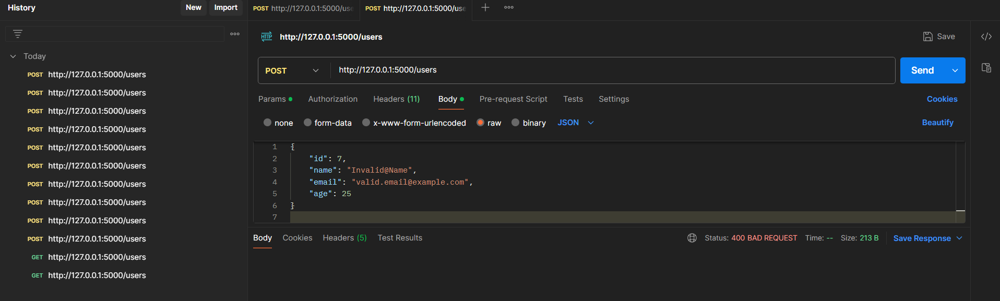 History
New
Import
POST http://127.0.0.1:5000/use
POST http://127.0.0.1:5000/use
Today
POST http://127.0.0.1:5000/users
POST http://127.0.0.1:5000/users
POST http://127.0.0.1:5000/users
POST http://127.0.0.1:5000/users
POST http://127.0.0.1:5000/users
POST http://127.0.0.1:5000/users
POST http://127.0.0.1:5000/users
POST http://127.0.0.1:5000/users
POST http://127.0.0.1:5000/users
POST http://127.0.0.1:5000/users
GET http://127.0.0.1:5000/users
GET http://127.0.0.1:5000/users
HTTP http://127.0.0.1:5000/users
Save
POST http://127.0.0.1:5000/users
Send
Params Authorization Headers (11) Body Pre-request Script Tests Settings Cookies
none form-data x-www-form-urlencoded raw binary JSON Beautify
1 {
2 "id": 7,
3 "name": "Invalid@Name",
4 "email": "valid.email@example.com",
5 "age": 25
6 }
7
Body Cookies Headers (5) Test Results Status: 400 BAD REQUEST Time: -- Size: 213 B Save Response